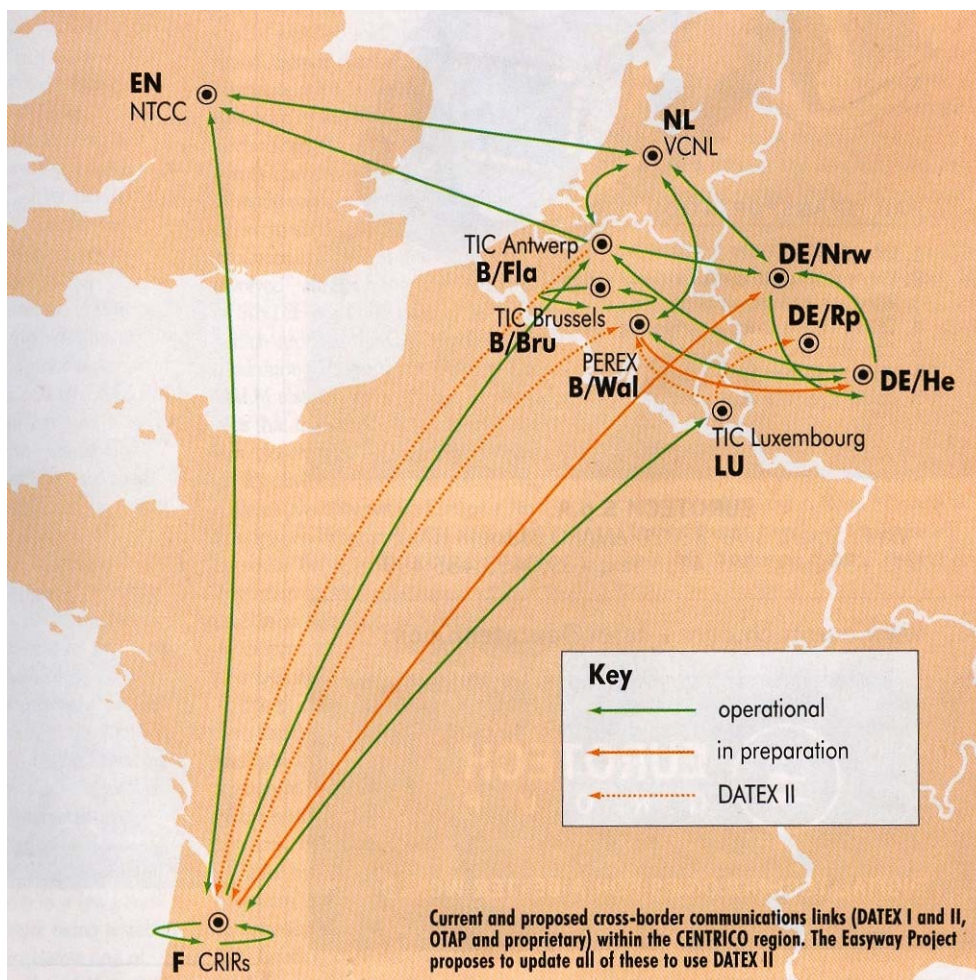 EN
NTCC
NL
VCNL
TIC Antwerp
B/Fla
DE/Nrw
TIC Brussels
B/Bru
DE/Rp
PEREX
B/Wal
DE/He
TIC Luxembourg
LU
Key
operational
in preparation
DATEX II
F CRIRs
Current and proposed cross-border communications links (DATEX I and II,
OTAP and proprietary) within the CENTRICO region. The Easyway Project
proposes to update all of these to use DATEX II